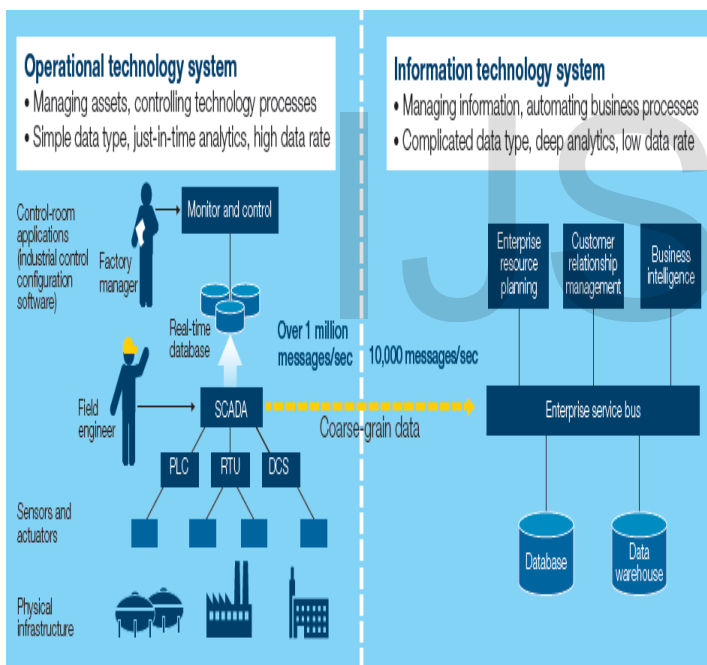 Operational technology system
• Managing assets, controlling technology processes
• Simple data type, just-in-time analytics, high data rate
Control-room
applications
(industrial control
configuration
software)
Factory
manager
Monitor and control
Real-time
database
Over 1 million
messages/sec
Field
engineer
SCADA
Coarse-grain data
PLC
RTU
DCS
Sensors and
actuators
Physical
infrastructure
Information technology system
• Managing information, automating business processes
• Complicated data type, deep analytics, low data rate
Enterprise
resource
planning
Customer
relationship
management
Business
intelligence
10,000 messages/sec
Enterprise service bus
Database
Data
warehouse
IJS